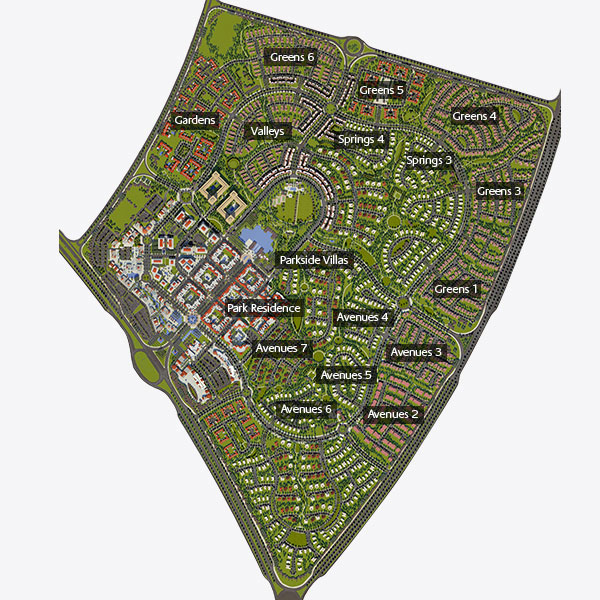 Greens 6
Greens 5
Greens 4
Gardens
Valleys
Springs 4
Springs 3
Greens 3
Parkside Villas
Greens 1
Park Residence
Avenues 4
Avenues 7
Avenues 3
Avenues 5
Avenues 6
Avenues 2